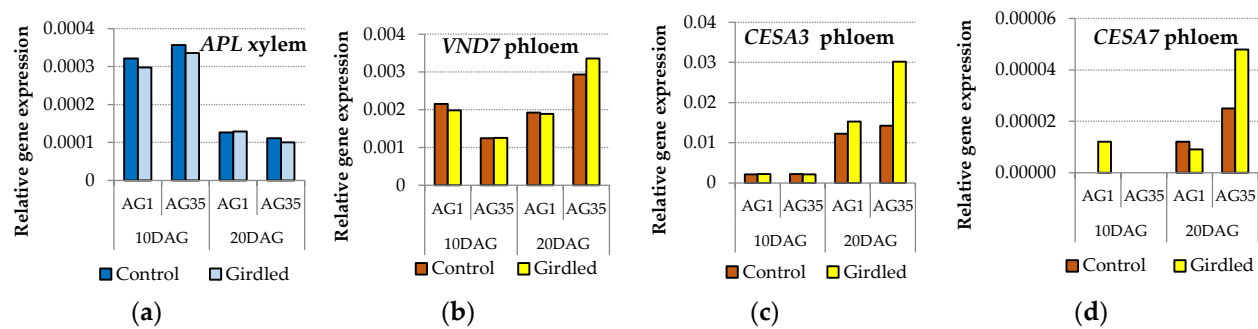 Relative gene expression
APL xylem
0.0004
0.0003
0.0002
0.0001
0
AG1 AG35 AG1 AG35
10DAG 20DAG
Control Girdled
(a)
Relative gene expression
VND7 phloem
0.004
0.003
0.002
0.001
0
AG1 AG35 AG1 AG35
10DAG 20DAG
Control Girdled
(b)
Relative gene expression
CESA3 phloem
0.04
0.03
0.02
0.01
0
AG1 AG35 AG1 AG35
10DAG 20DAG
Control Girdled
(c)
Relative gene expression
CESA7 phloem
0.00006
0.00004
0.00002
0.00000
AG1 AG35 AG1 AG35
10DAG 20DAG
Control Girdled
(d)